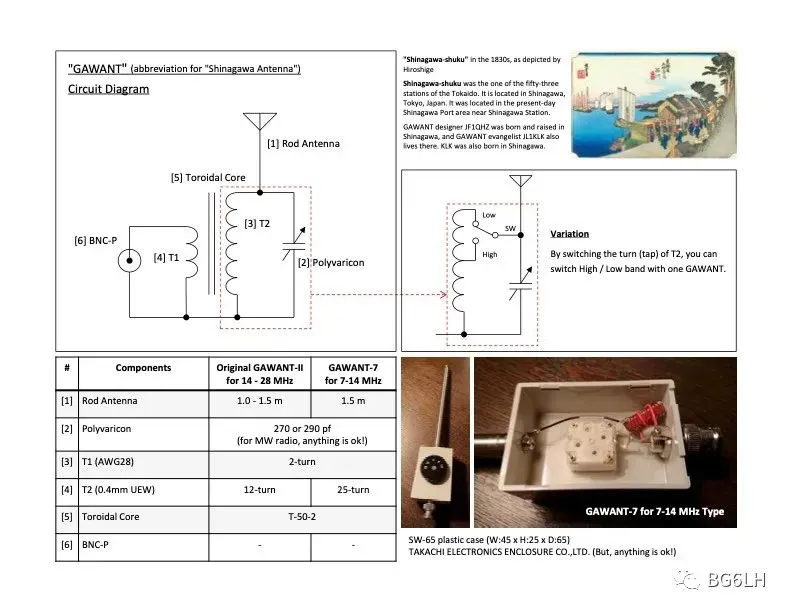 "GAWANT" (abbreviation for "Shinagawa Antenna")
Circuit Diagram
[1] Rod Antenna
[5] Toroidal Core
[3] T2
[6] BNC-P
[4] T1
[2] Polyvaricon
"Shinagawa-shuku" in the 1830s, as depicted by
Hiroshige
Shinagawa-shuku was the one of the fifty-three
stations of the Tokaido. It is located in Shinagawa,
Tokyo, Japan. It was located in the present-day
Shinagawa Port area near Shinagawa Station.
GAWANT designer JF1QHZ was born and raised in
Shinagawa, and GAWANT evangelist JL1KLK also
lives there. KLK was also born in Shinagawa.
Low
SW
High
Variation
By switching the turn (tap) of T2, you can
switch High / Low band with one GAWANT.
# Components Original GAWANT-II for 14 - 28 MHz GAWANT-7 for 7-14 MHz
[1] Rod Antenna 1.0 - 1.5 m 1.5 m
[2] Polyvaricon 270 or 290 pf
(for MW radio, anything is ok!)
[3] T1 (AWG28) 2-turn
[4] T2 (0.4mm UEW) 12-turn 25-turn
[5] Toroidal Core T-50-2
[6] BNC-P - -
GAWANT-7 for 7-14 MHz Type
SW-65 plastic case (W:45 x H:25 x D:65)
TAKACHI ELECTRONICS ENCLOSURE CO.,LTD. (But, anything is ok!)
BG6LH